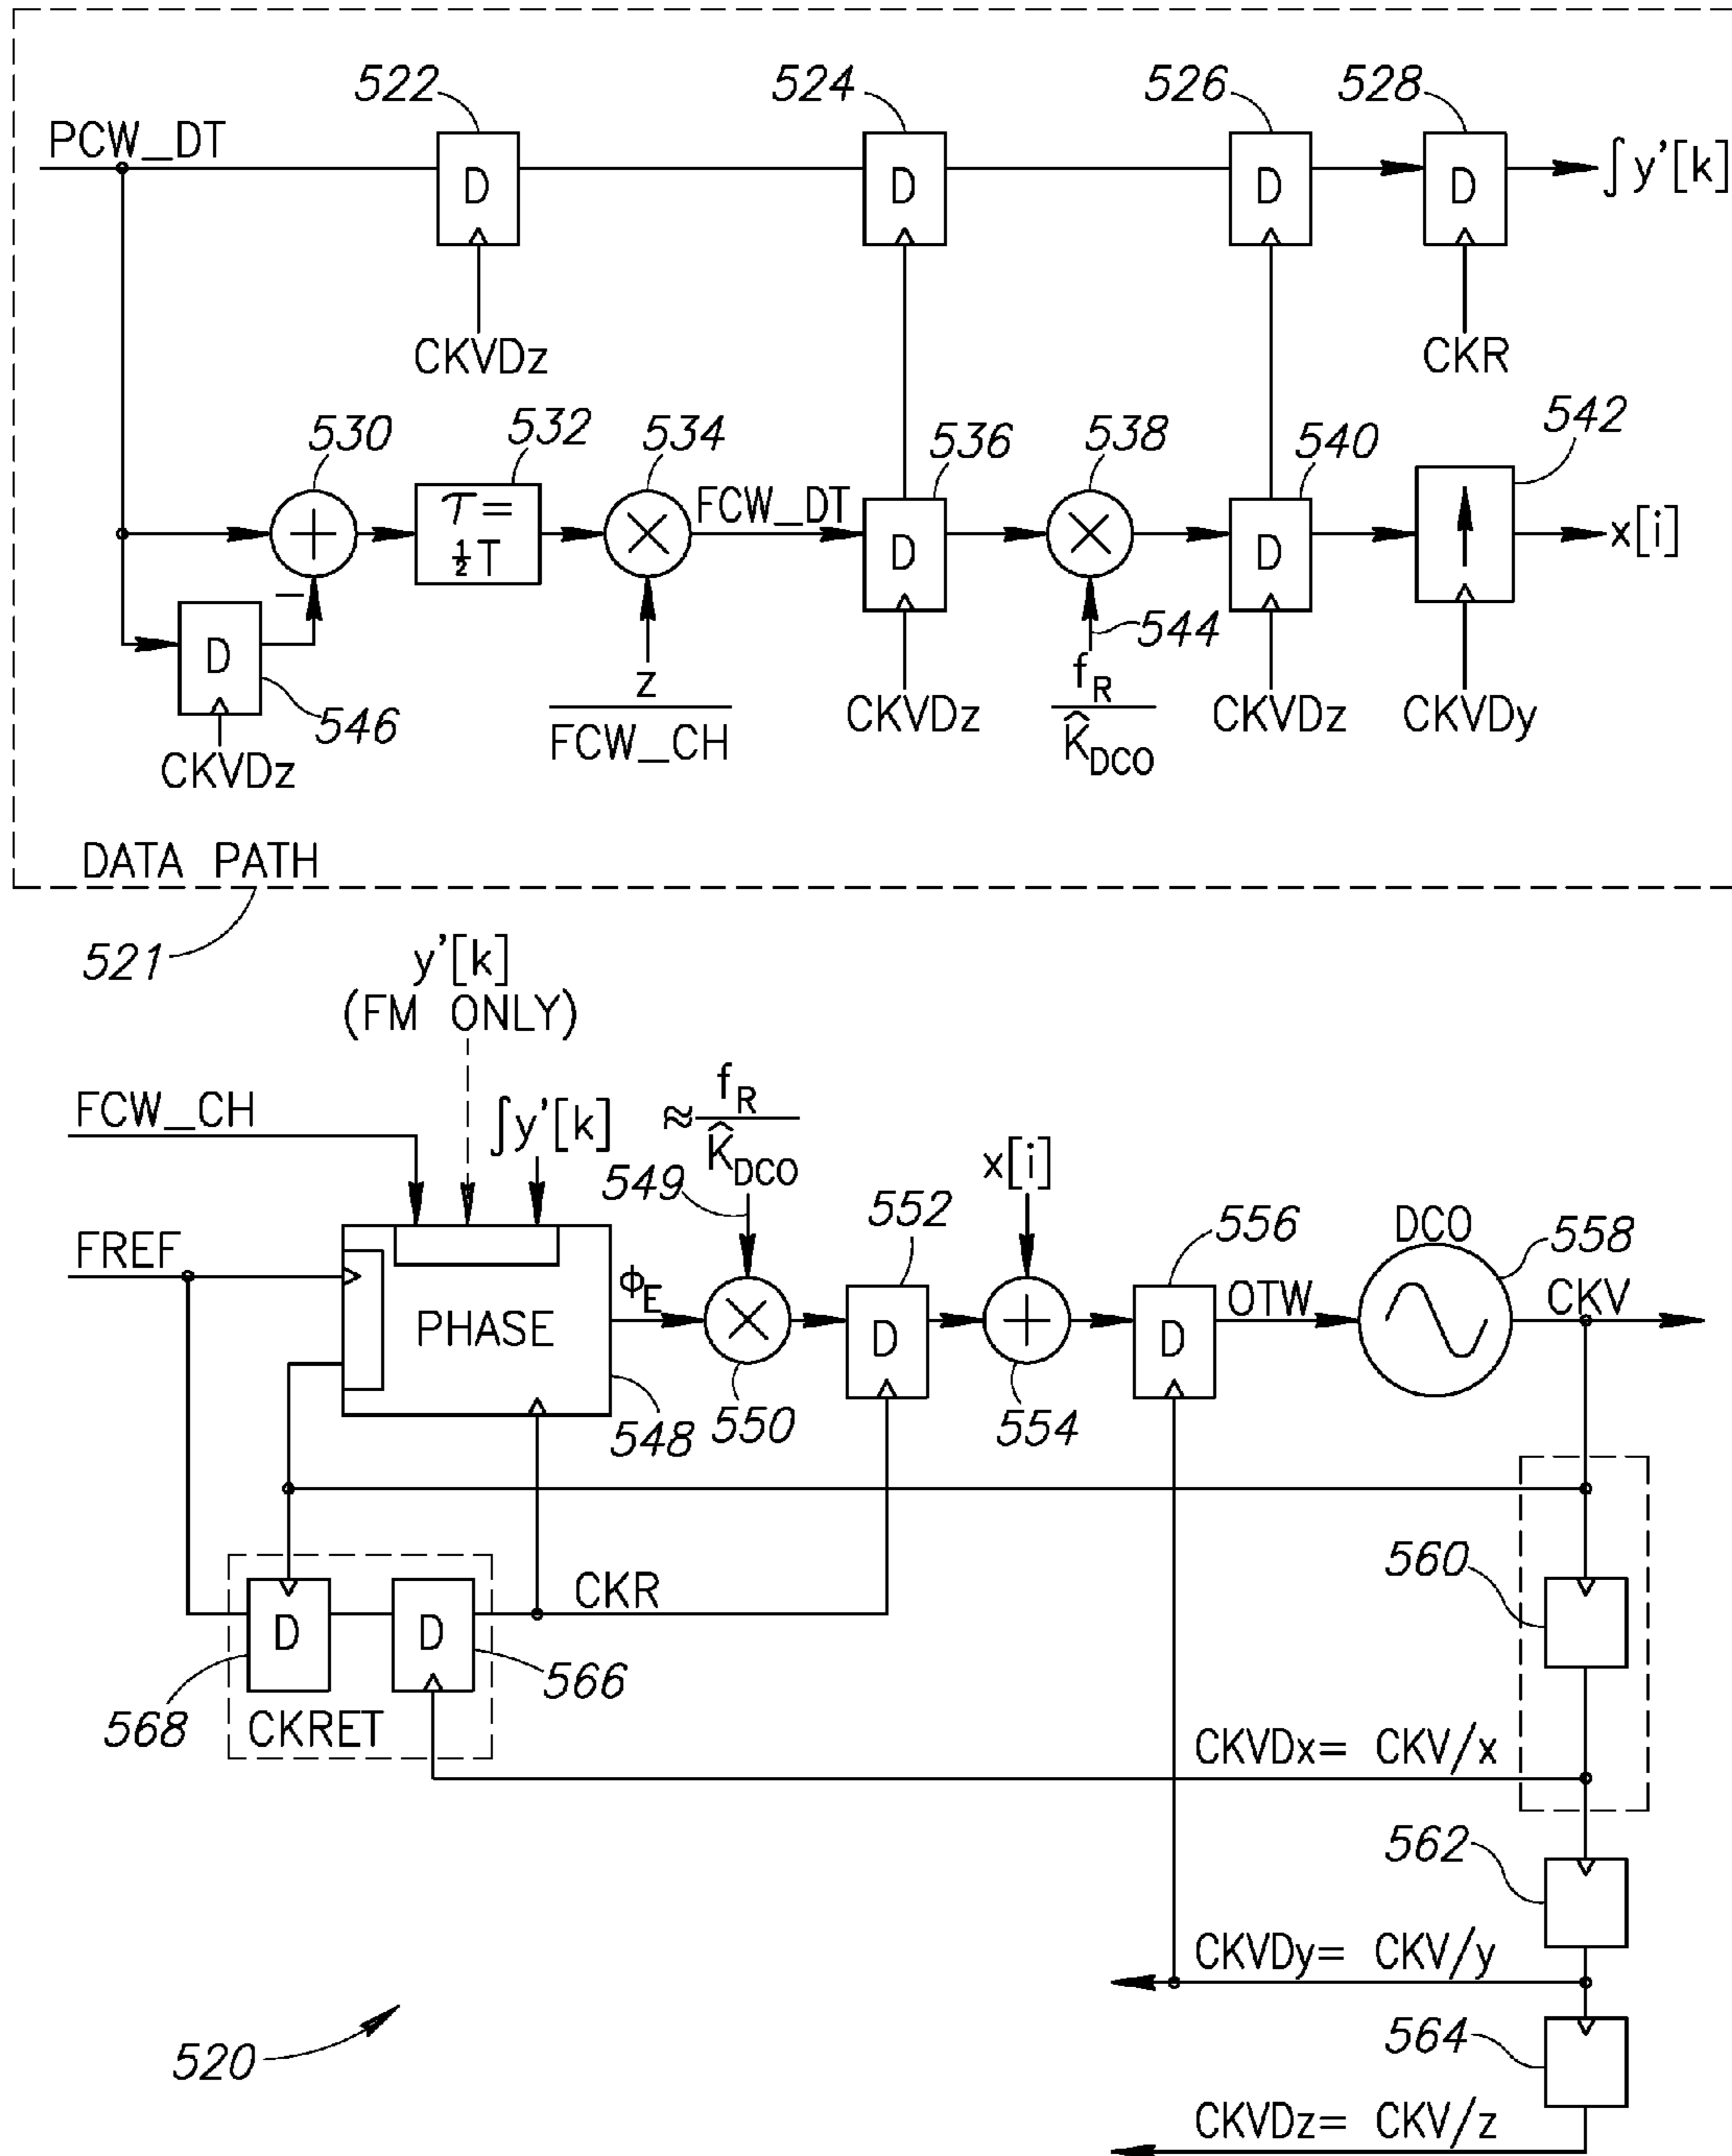 522
524
526
528
PCW_DT
D
D
D
D
∫y'[k]
CKVDz
CKR
530
532
534
536
538
540
542
τ=
½T
FCW_DT
D
D
x[i]
−
D
546
CKVDz
z
FCW_CH
CKVDz
544
f_R
K̂_DCO
CKVDz
CKVDy
DATA PATH
521
y'[k]
(FM ONLY)
FCW_CH
∫y'[k]
≈ f_R
K̂_DCO
549
x[i]
552
556
DCO
558
FREF
PHASE
ϕ_E
D
D
OTW
CKV
548
550
554
560
D
D
CKR
568
566
CKRET
CKVDx= CKV/x
562
CKVDy= CKV/y
520
564
CKVDz= CKV/z